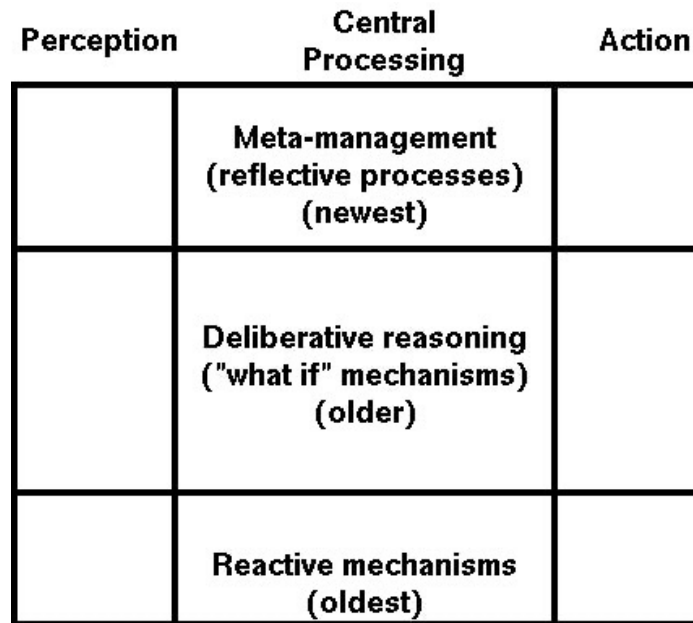 Perception
Central
Processing
Action
Meta-management
(reflective processes)
(newest)
Deliberative reasoning
("what if" mechanisms)
(older)
Reactive mechanisms
(oldest)